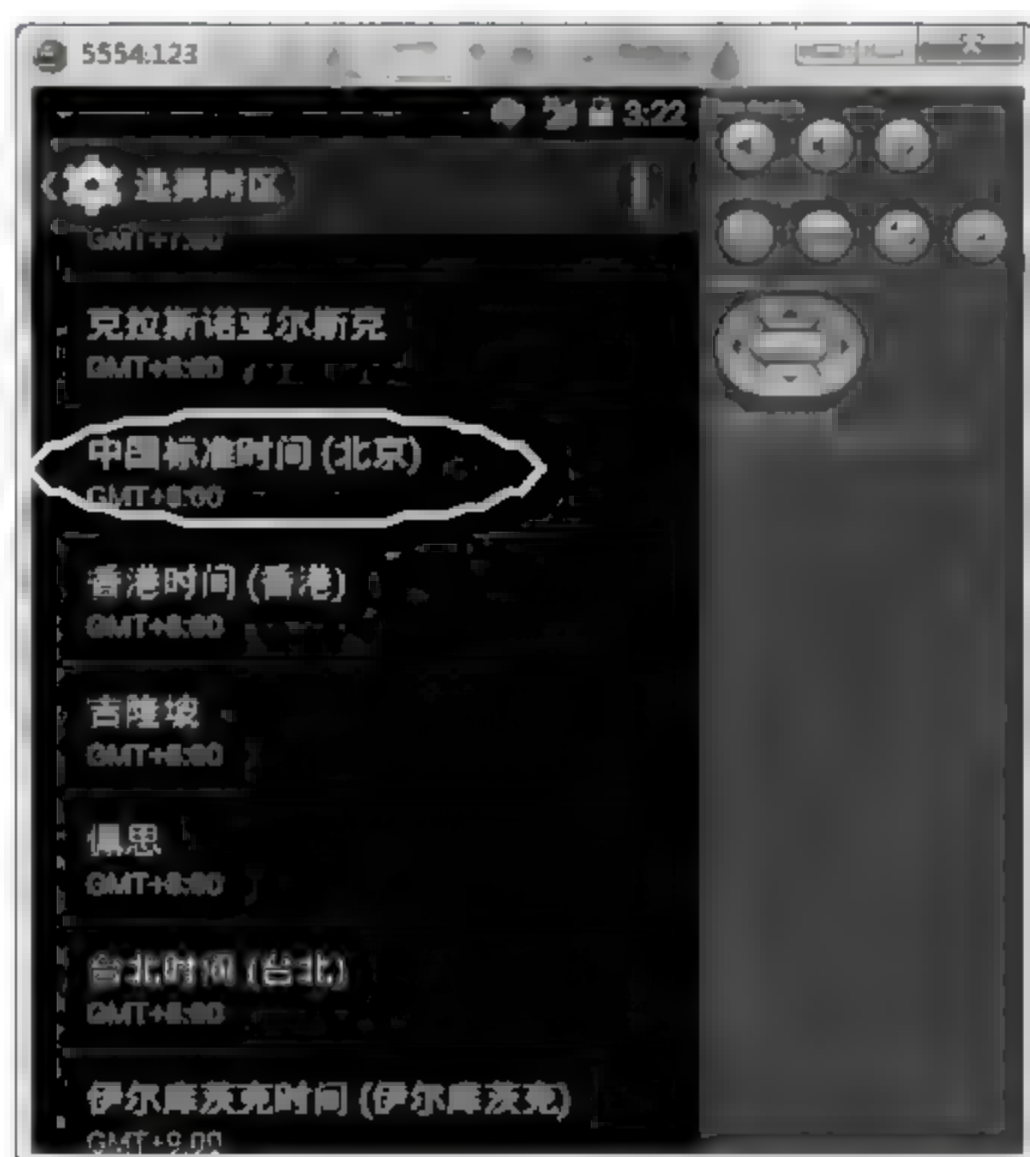 5554:123
3:22
选择时区
GMT+7:00
克拉斯诺亚尔斯克
GMT+8:00
中国标准时间 (北京)
GMT+8:00
香港时间 (香港)
GMT+8:00
吉隆坡
GMT+8:00
佩思
GMT+8:00
台北时间 (台北)
GMT+8:00
伊尔库茨克时间 (伊尔库茨克)
GMT+9:00